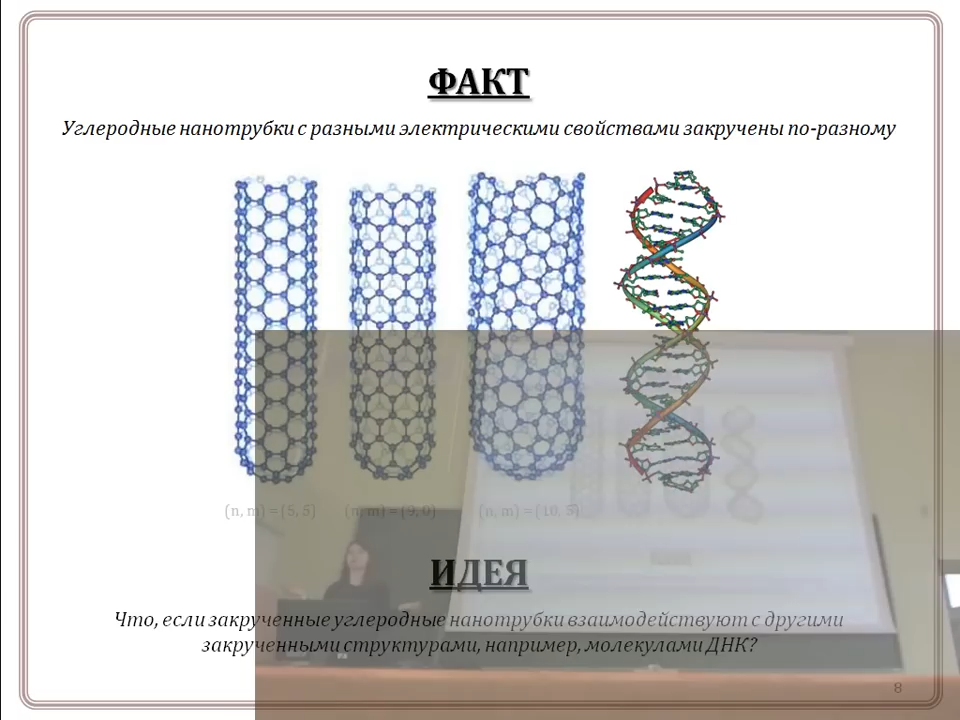 ФАКТ
Углеродные нанотрубки с разными электрическими свойствами закручены по-разному
(n, m) = (5, 5) (n, m) = (9, 0) (n, m) = (10, 5)
ИДЕЯ
Что, если закрученные углеродные нанотрубки взаимодействуют с другими
закрученными структурами, например, молекулами ДНК?
8